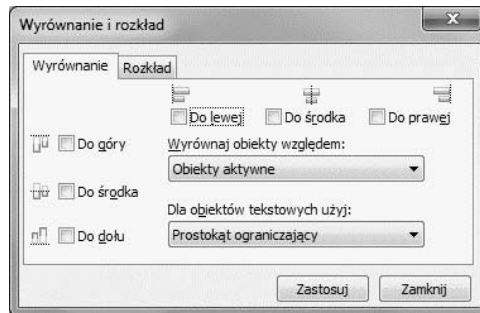 Wyrównanie i rozkład
Wyrównanie Rozkład
Do lewej Do środka Do prawej
Do góry
Wyrównaj obiekty względem:
Obiekty aktywne
Do środka
Dla obiektów tekstowych użyj:
Do dołu
Prostokąt ograniczający
Zastosuj Zamknij